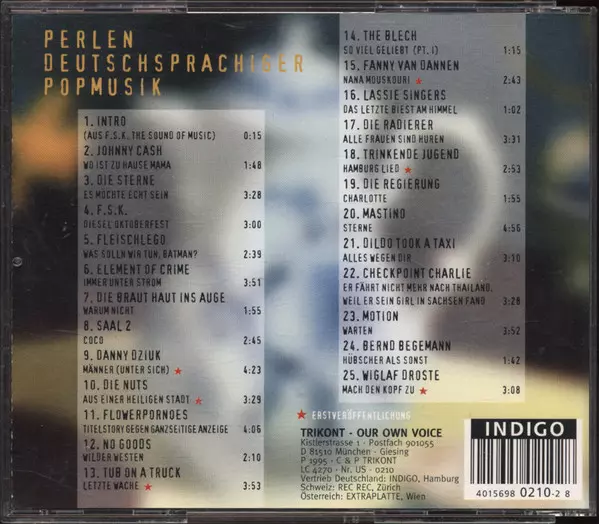 PERLEN
DEUTSCHSPRACHIGER
POPMUSIK
1. INTRO
(AUS F.S.K. THE SOUND OF MUSIC) 0:15
2. JOHNNY CASH
WO IST ZU HAUSE MAMA 1:48
3. DIE STERNE
ES MÖCHTE ECHT SEIN 3:28
4. F.S.K.
DIESEL OKTOBERFEST 3:00
5. FLEISCHLEGO
WAS SOLLN WIR TUN, BATMAN? 2:39
6. ELEMENT OF CRIME
IMMER UNTER STROM 3:51
7. DIE BRAUT HAUT INS AUGE
WARUM NICHT 1:55
8. SAAL 2
COCO 2:45
9. DANNY DZIUK
MÄNNER (UNTER SICH) ★ 4:23
10. DIE NUTS
AUS EINER HEILIGEN STADT ★ 3:29
11. FLOWERPORNOES
TITELSTORY GEGEN GANZSEITIGE ANZEIGE 4:06
12. NO GOODS
WILDER WESTEN 2:30
13. TUB ON A TRUCK
LETZTE WACHE ★ 3:53
14. THE BLECH
SO VIEL GELIEBT (PT. I) 1:15
15. FANNY VAN DANNEN
NANA MOUSKOURI ★ 2:43
16. LASSIE SINGERS
DAS LETZTE BIEST AM HIMMEL 1:02
17. DIE RADIERER
ALLE FRAUEN SIND HUREN 3:31
18. TRINKENDE JUGEND
HAMBURG LIED ★ 2:53
19. DIE REGIERUNG
CHARLOTTE 1:55
20. MASTINO
STERNE 4:56
21. DILDO TOOK A TAXI
ALLES WEGEN DIR 3:10
22. CHECKPOINT CHARLIE
ER FÄHRT NICHT MEHR NACH THAILAND,
WEIL ER SEIN GIRL IN SACHSEN FAND 3:28
23. MOTION
WARTEN 3:52
24. BERND BEGEMANN
HÜBSCHER ALS SONST 1:42
25. WIGLAF DROSTE
MACH DEN KOPF ZU ★ 3:08
★ ERSTVERÖFFENTLICHUNG
TRIKONT - OUR OWN VOICE
Kistlerstrasse 1 · Postfach 901055
D 81510 München - Giesing
P 1995 · C & P TRIKONT
LC 4270 · Nr. US - 0210
Vertrieb Deutschland: INDIGO, Hamburg
Schweiz: REC REC, Zürich
Österreich: EXTRAPLATTE, Wien
INDIGO
4015698 0210-2 8